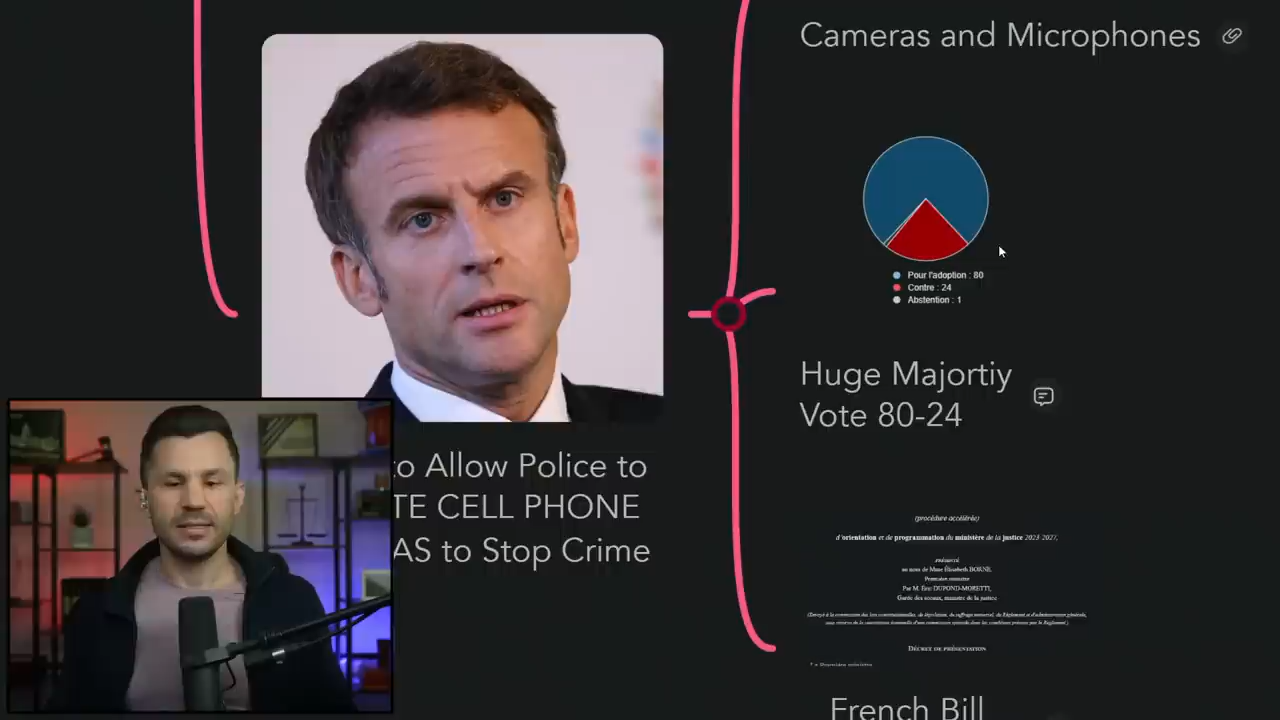 Cameras and Microphones
Pour l'adoption : 80
Contre : 24
Abstention : 1
Huge Majortiy
Vote 80-24
to Allow Police to
TE CELL PHONE
AS to Stop Crime
(procédure accélérée)
d'orientation et de programmation du ministère de la justice 2023-2027,
au nom de Mme Élisabeth BORNE,
Première ministre
Par M. Éric DUPOND-MORETTI,
Garde des sceaux, ministre de la justice
DÉCRET DE PRÉSENTATION
French Bill